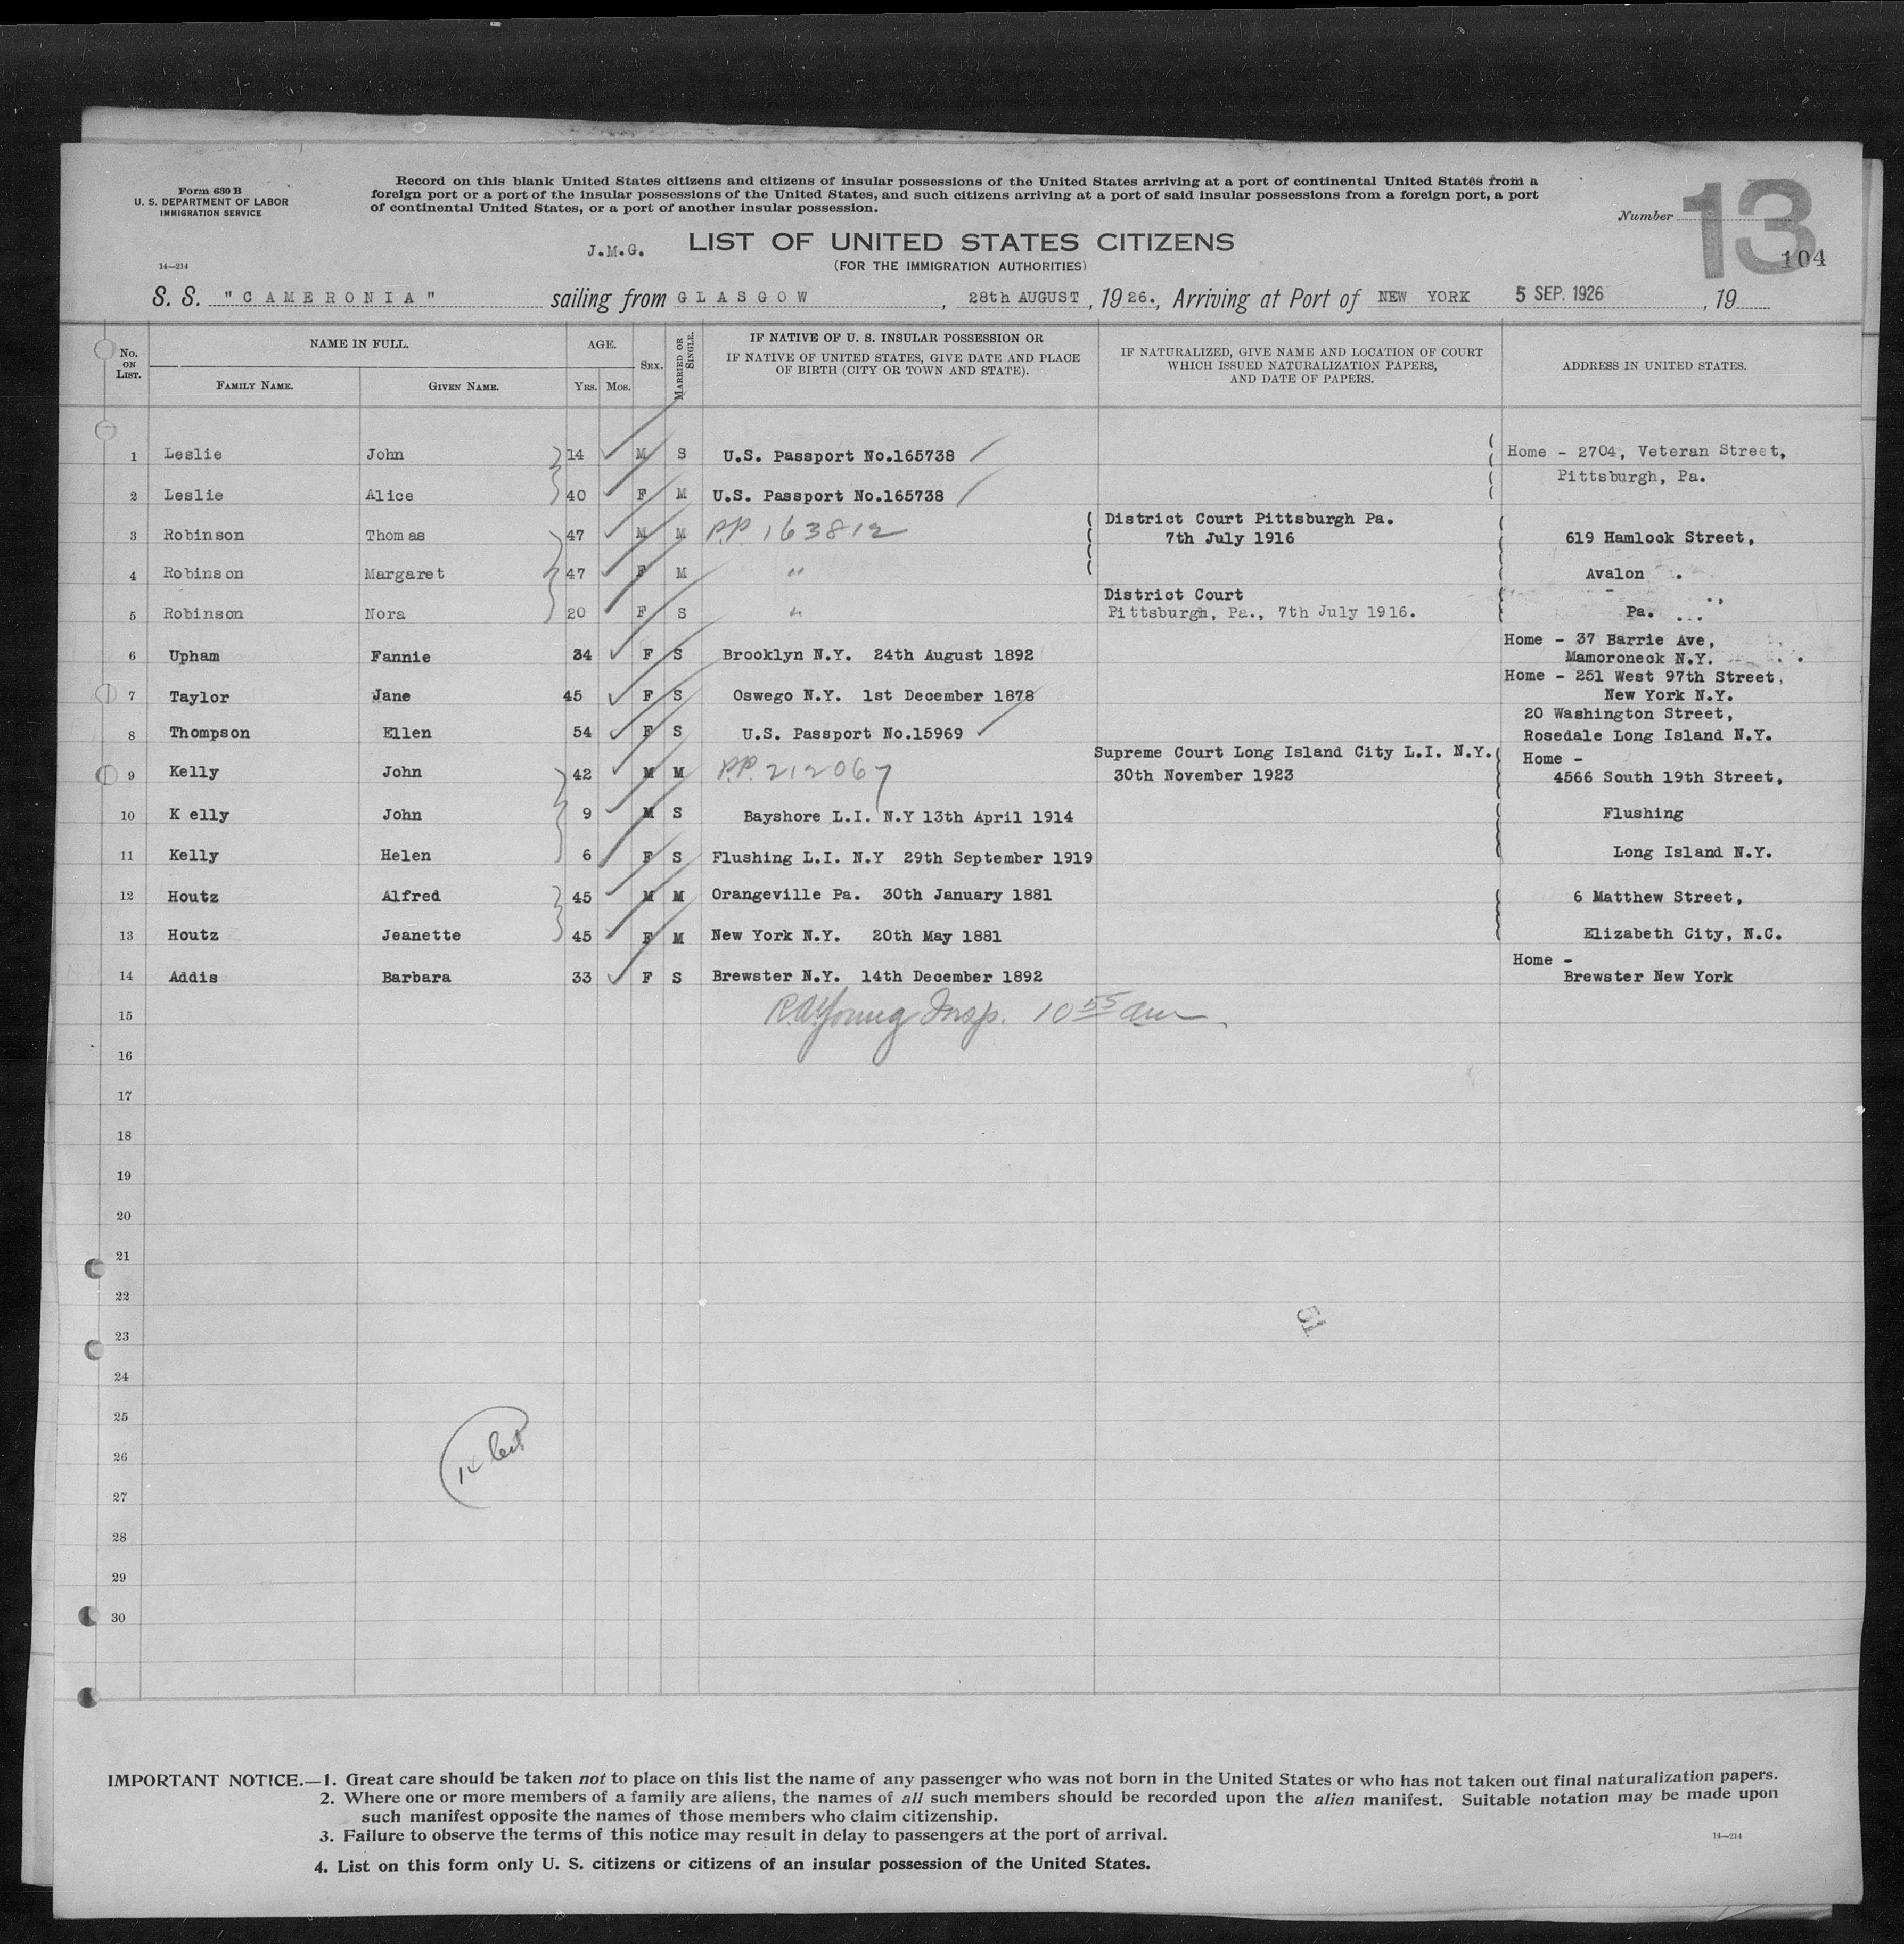 Form 630 B
U. S. DEPARTMENT OF LABOR
IMMIGRATION SERVICE
14—214
Record on this blank United States citizens and citizens of insular possessions of the United States arriving at a port of continental United States from a
foreign port or a port of the insular possessions of the United States, and such citizens arriving at a port of said insular possessions from a foreign port, a port
of continental United States, or a port of another insular possession.
Number 13
104
J.M.G. LIST OF UNITED STATES CITIZENS
(FOR THE IMMIGRATION AUTHORITIES)
S. S. "CAMERONIA" sailing from GLASGOW, 28th AUGUST, 1926., Arriving at Port of NEW YORK 5 SEP. 1926, 19
No. ON LIST. NAME IN FULL. FAMILY NAME. GIVEN NAME. AGE. YRS. MOS. SEX. MARRIED OR SINGLE. IF NATIVE OF U. S. INSULAR POSSESSION OR IF NATIVE OF UNITED STATES, GIVE DATE AND PLACE OF BIRTH (CITY OR TOWN AND STATE). IF NATURALIZED, GIVE NAME AND LOCATION OF COURT WHICH ISSUED NATURALIZATION PAPERS, AND DATE OF PAPERS. ADDRESS IN UNITED STATES.
1 Leslie John 14 M S U.S. Passport No.165738 Home - 2704, Veteran Street,
Pittsburgh, Pa.
2 Leslie Alice 40 F M U.S. Passport No.165738
3 Robinson Thomas 47 M M P.P. 163812 District Court Pittsburgh Pa.
7th July 1916 619 Hamlook Street,
4 Robinson Margaret 47 F M " Avalon .
5 Robinson Nora 20 F S " District Court
Pittsburgh, Pa., 7th July 1916. Pa.
6 Upham Fannie 34 F S Brooklyn N.Y. 24th August 1892 Home - 37 Barrie Ave,
Mamoroneck N.Y.
7 Taylor Jane 45 F S Oswego N.Y. 1st December 1878 Home - 251 West 97th Street,
New York N.Y.
8 Thompson Ellen 54 F S U.S. Passport No.15969 20 Washington Street,
Rosedale Long Island N.Y.
9 Kelly John 42 M M P.P. 212067 Supreme Court Long Island City L.I. N.Y.
30th November 1923 Home -
4566 South 19th Street,
10 K elly John 9 M S Bayshore L.I. N.Y 13th April 1914 Flushing
11 Kelly Helen 6 F S Flushing L.I. N.Y 29th September 1919 Long Island N.Y.
12 Houtz Alfred 45 M M Orangeville Pa. 30th January 1881 6 Matthew Street,
13 Houtz Jeanette 45 F M New York N.Y. 20th May 1881 Elizabeth City, N.C.
14 Addis Barbara 33 F S Brewster N.Y. 14th December 1892 Home -
Brewster New York
15 R.A. Young Insp. 10 55 am
16
17
18
19
20
21
22
23
51
24
25
26
27
28
29
30
IMPORTANT NOTICE.—1. Great care should be taken not to place on this list the name of any passenger who was not born in the United States or who has not taken out final naturalization papers.
2. Where one or more members of a family are aliens, the names of all such members should be recorded upon the alien manifest. Suitable notation may be made upon
such manifest opposite the names of those members who claim citizenship.
3. Failure to observe the terms of this notice may result in delay to passengers at the port of arrival.
14—214
4. List on this form only U. S. citizens or citizens of an insular possession of the United States.